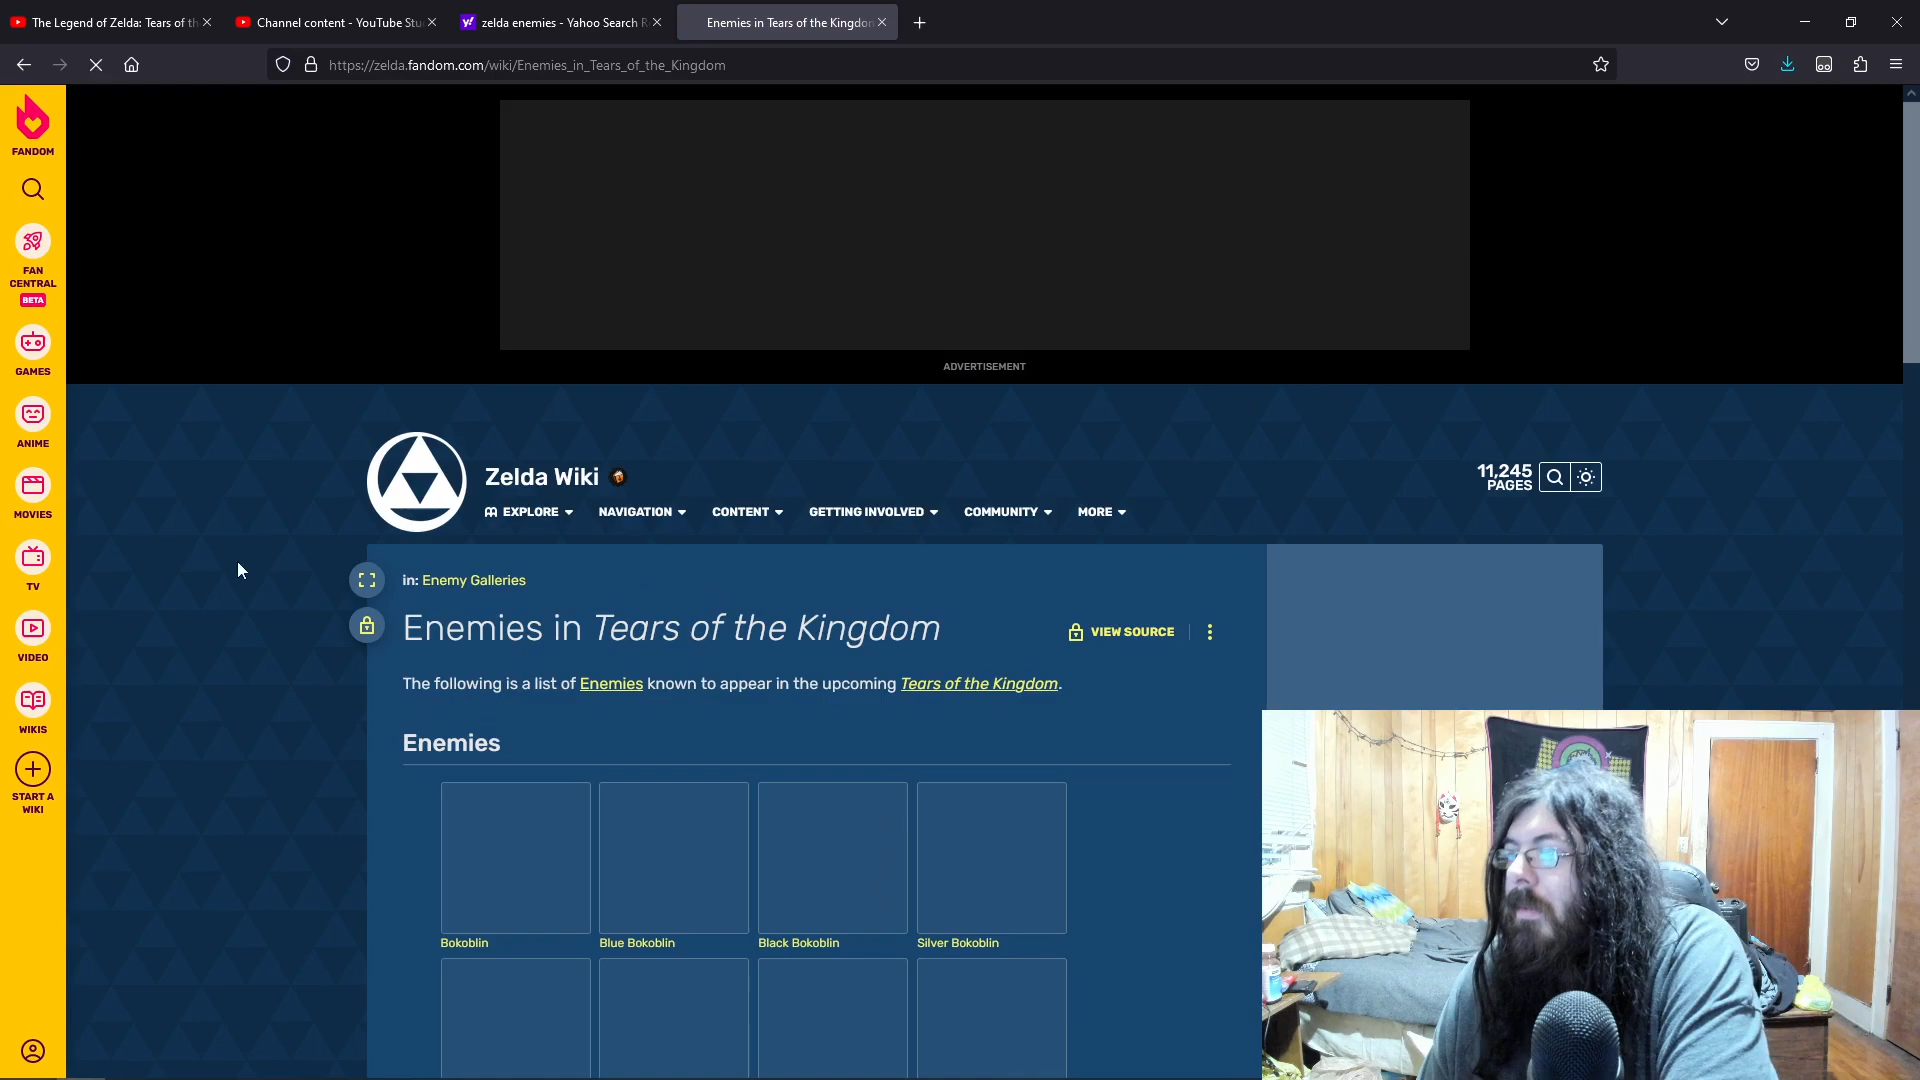 The Legend of Zelda: Tears of th
Channel content - YouTube Stu
zelda enemies - Yahoo Search R
Enemies in Tears of the Kingdom
https://zelda.fandom.com/wiki/Enemies_in_Tears_of_the_Kingdom
FANDOM
FAN
CENTRAL
BETA
GAMES
ANIME
MOVIES
TV
VIDEO
WIKIS
START A
WIKI
ADVERTISEMENT
Zelda Wiki
11,245
PAGES
EXPLORE
NAVIGATION
CONTENT
GETTING INVOLVED
COMMUNITY
MORE
in: Enemy Galleries
Enemies in Tears of the Kingdom
VIEW SOURCE
The following is a list of Enemies known to appear in the upcoming Tears of the Kingdom.
Enemies
Bokoblin
Blue Bokoblin
Black Bokoblin
Silver Bokoblin